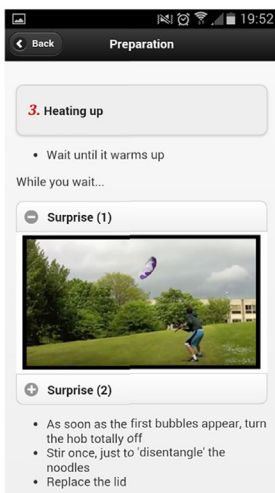 19:52
Back
Preparation
3. Heating up
• Wait until it warms up
While you wait...
Surprise (1)
Surprise (2)
• As soon as the first bubbles appear, turn
the hob totally off
• Stir once, just to 'disentangle' the
noodles
• Replace the lid